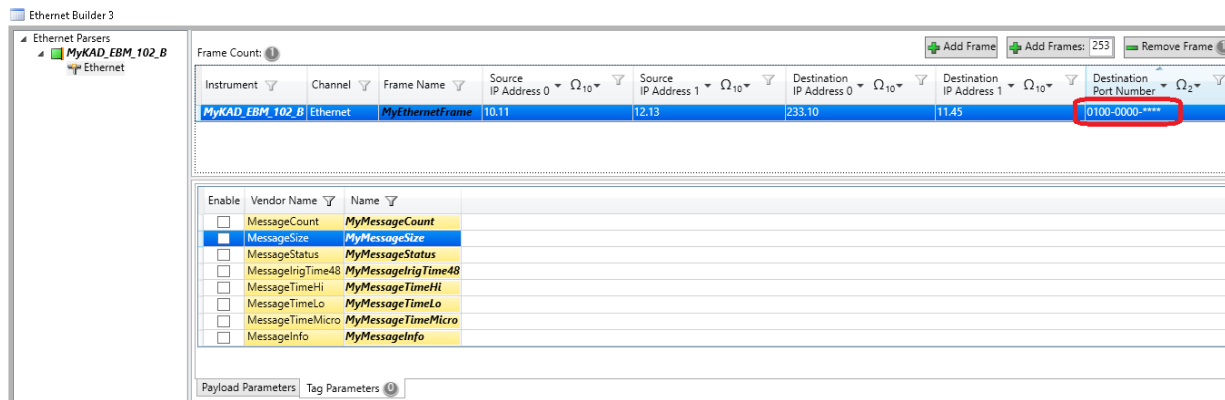 Ethernet Builder 3
Ethernet Parsers
MyKAD_EBM_102_B
Ethernet
Frame Count: 1
Add Frame
Add Frames: 253
Remove Frame
Instrument
Channel
Frame Name
Source IP Address 0 Ω10
Source IP Address 1 Ω10
Destination IP Address 0 Ω10
Destination IP Address 1 Ω10
Destination Port Number Ω2
MyKAD_EBM_102_B Ethernet MyEthernetFrame 10.11 12.13 233.10 11.45 0100-0000-****
Enable Vendor Name Name
MessageCount MyMessageCount
MessageSize MyMessageSize
MessageStatus MyMessageStatus
MessageIrigTime48 MyMessageIrigTime48
MessageTimeHi MyMessageTimeHi
MessageTimeLo MyMessageTimeLo
MessageTimeMicro MyMessageTimeMicro
MessageInfo MyMessageInfo
Payload Parameters Tag Parameters 0